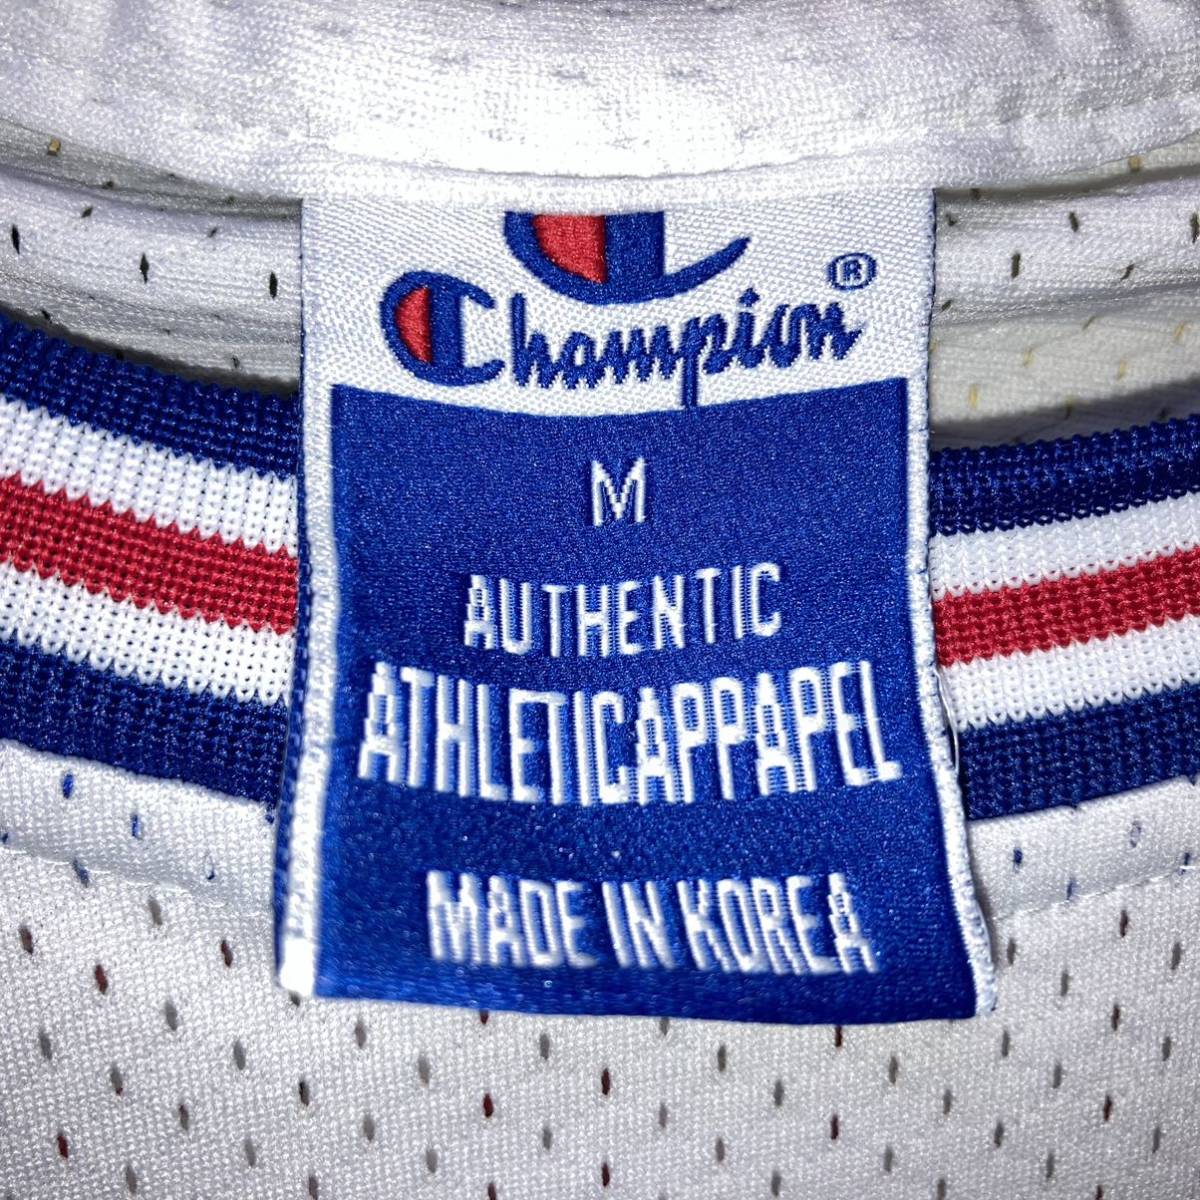 Champion®
M
AUTHENTIC
ATHLETICAPPAPEL
MADE IN KOREA